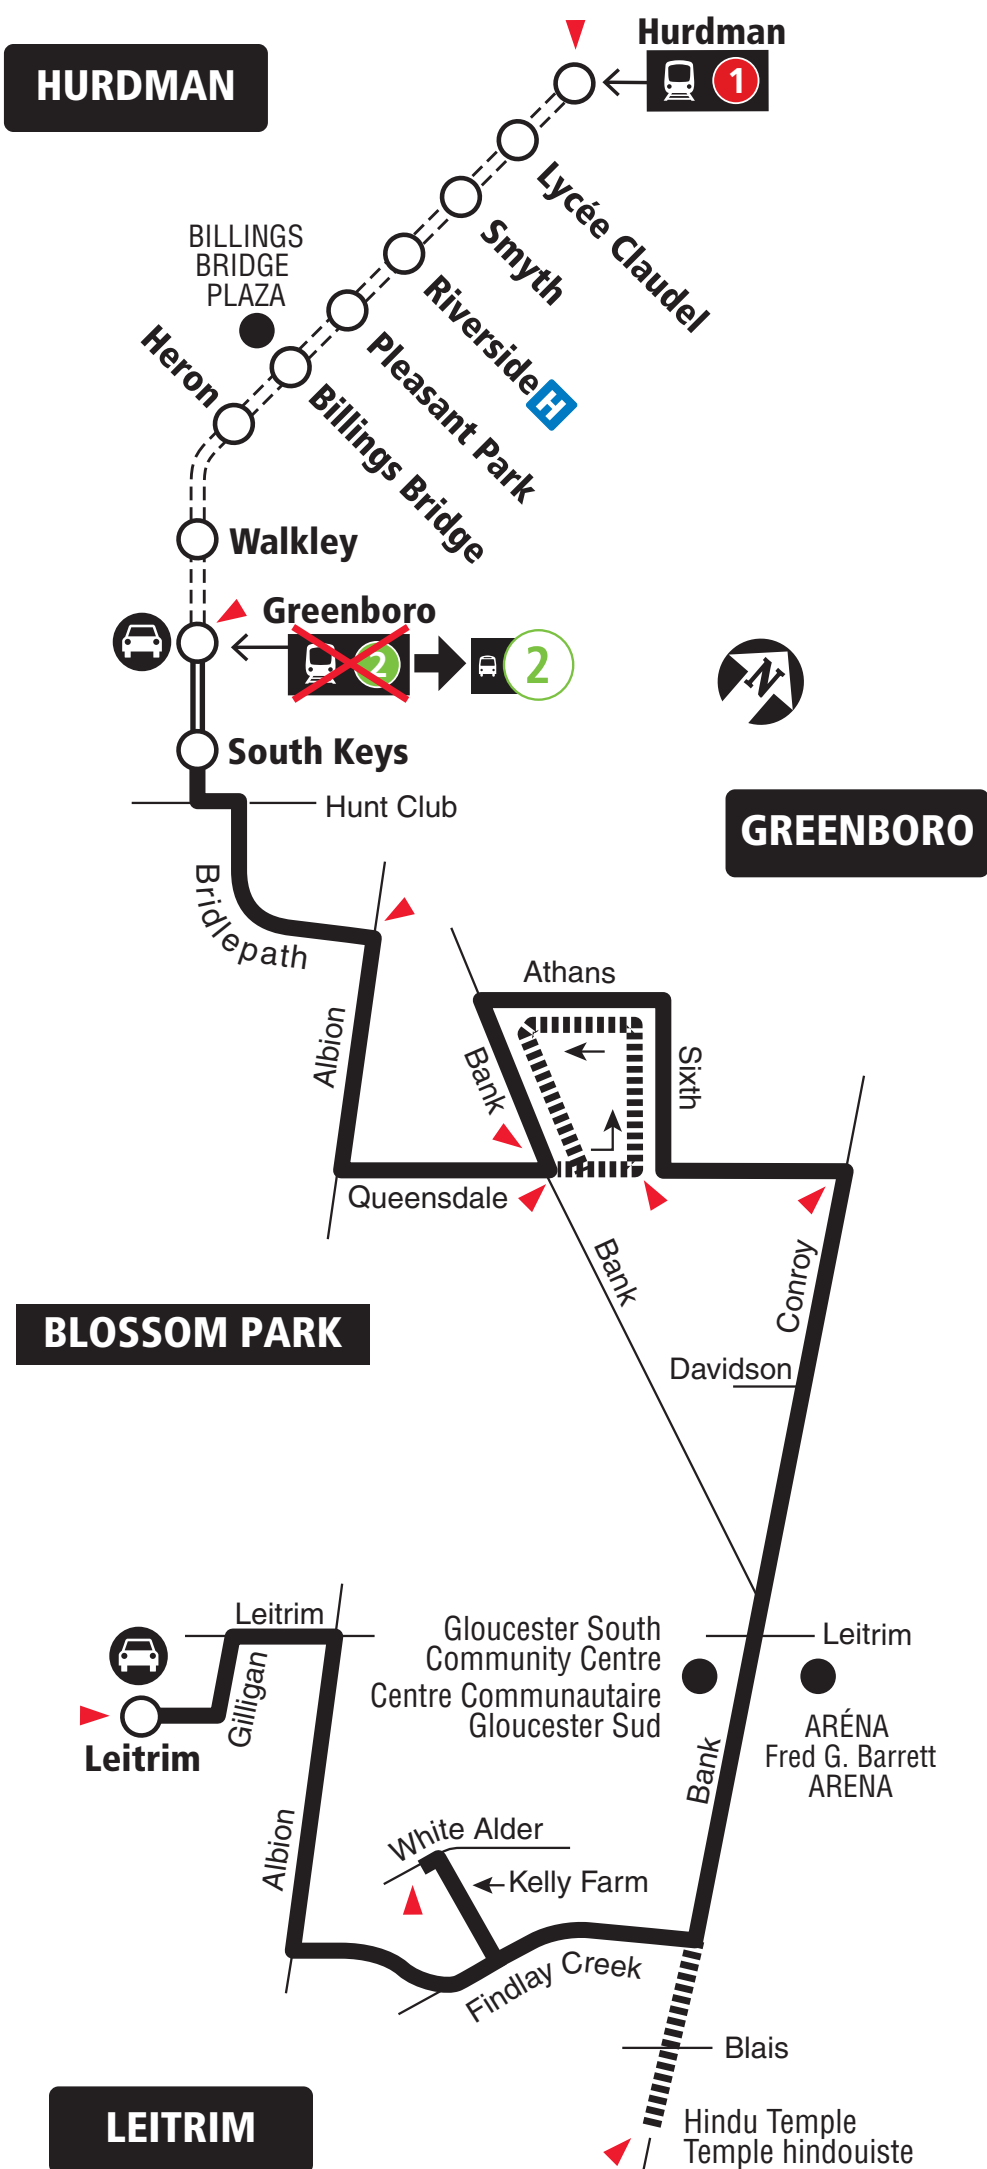 Hurdman
HURDMAN
1
Lycée Claudel
Smyth
BILLINGS
BRIDGE
PLAZA
Riverside
H
Heron
Pleasant Park
Billings Bridge
Walkley
Greenboro
2
2
N
South Keys
Hunt Club
GREENBORO
Bridlepath
Athans
Albion
Bank
Sixth
Queensdale
Bank
Conroy
BLOSSOM PARK
Davidson
Leitrim
Gloucester South
Community Centre
Centre Communautaire
Gloucester Sud
Leitrim
Gilligan
Leitrim
ARÉNA
Fred G. Barrett
ARENA
Bank
Albion
White Alder
Kelly Farm
Findlay Creek
Blais
LEITRIM
Hindu Temple
Temple hindouiste